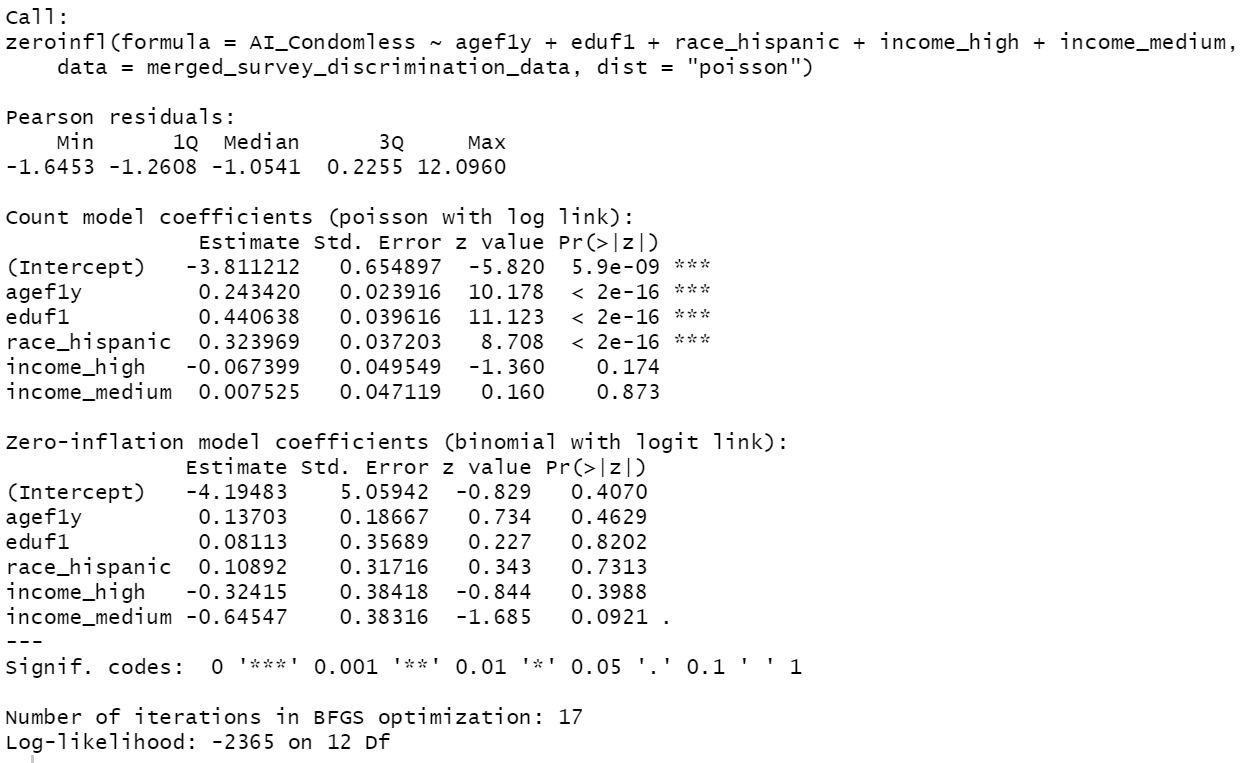 Call:
zeroinfl(formula = AI_Condomless ~ agef1y + eduf1 + race_hispanic + income_high + income_medium,
    data = merged_survey_discrimination_data, dist = "poisson")

Pearson residuals:
    Min      1Q  Median      3Q     Max
-1.6453 -1.2608 -1.0541  0.2255 12.0960

Count model coefficients (poisson with log link):
               Estimate Std. Error z value Pr(>|z|)
(Intercept)   -3.811212   0.654897  -5.820  5.9e-09 ***
agef1y         0.243420   0.023916  10.178  < 2e-16 ***
eduf1          0.440638   0.039616  11.123  < 2e-16 ***
race_hispanic  0.323969   0.037203   8.708  < 2e-16 ***
income_high   -0.067399   0.049549  -1.360    0.174
income_medium  0.007525   0.047119   0.160    0.873

Zero-inflation model coefficients (binomial with logit link):
              Estimate Std. Error z value Pr(>|z|)
(Intercept)   -4.19483    5.05942  -0.829   0.4070
agef1y         0.13703    0.18667   0.734   0.4629
eduf1          0.08113    0.35689   0.227   0.8202
race_hispanic  0.10892    0.31716   0.343   0.7313
income_high   -0.32415    0.38418  -0.844   0.3988
income_medium -0.64547    0.38316  -1.685   0.0921 .
---
Signif. codes:  0 '***' 0.001 '**' 0.01 '*' 0.05 '.' 0.1 ' ' 1

Number of iterations in BFGS optimization: 17
Log-likelihood: -2365 on 12 Df